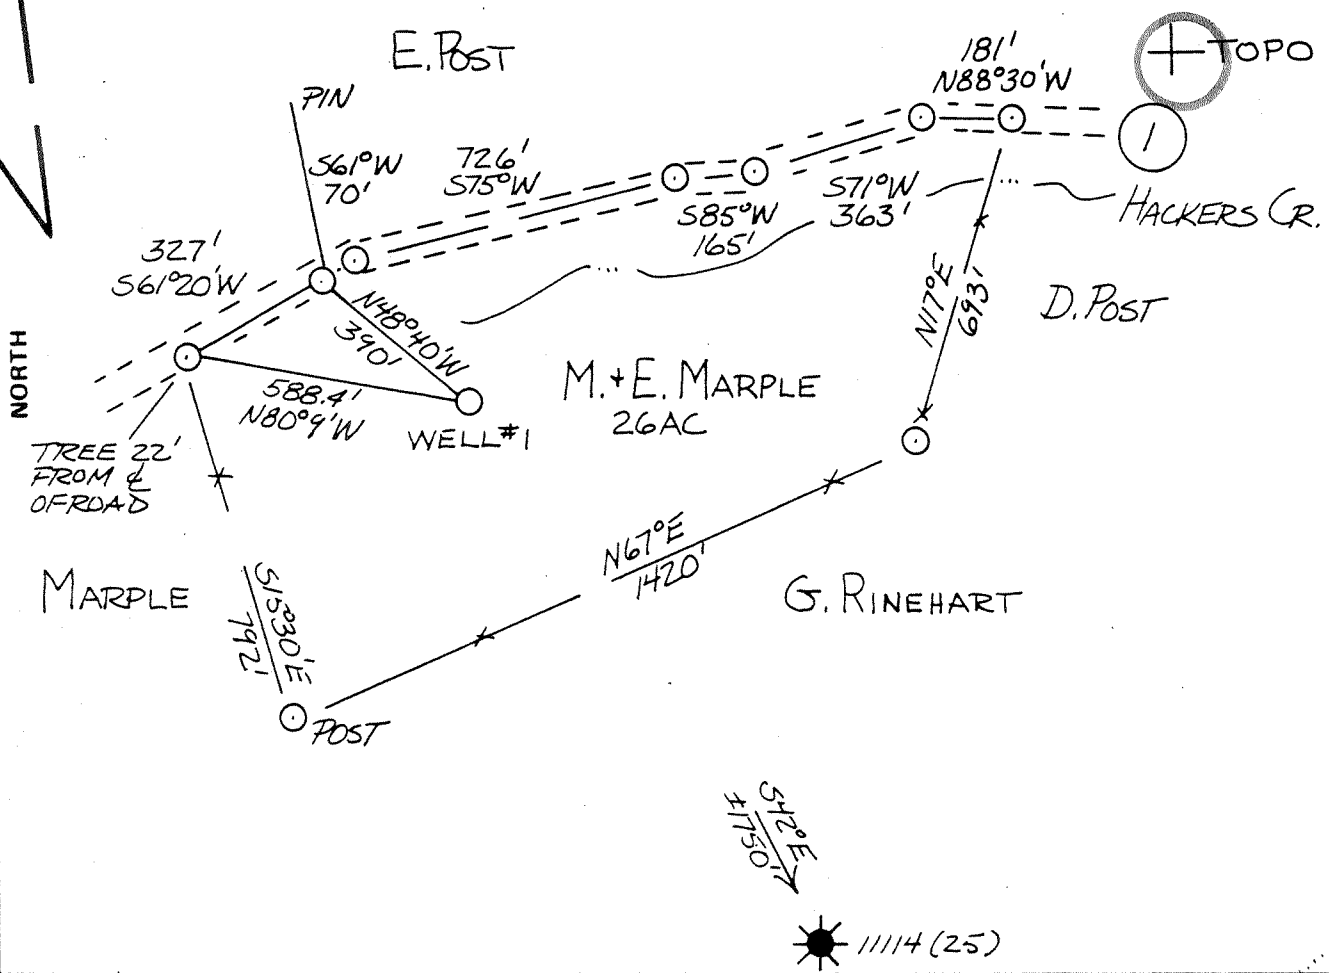 E. POST
181'
N88°30'W
TOPO
PIN
1
S61°W
70'
726'
S75°W
S85°W
165'
S71°W
363'
HACKERS CR.
327'
S61°20'W
N48°40'W
390'
N17°E
693'
D. POST
NORTH
588.4'
N80°9'W
WELL #1
M. + E. MARPLE
26AC
TREE 22'
FROM ℄
OF ROAD
MARPLE
S15°30'E
792'
N67°E
1420'
G. RINEHART
POST
S42°E
±1750'
11114 (25)